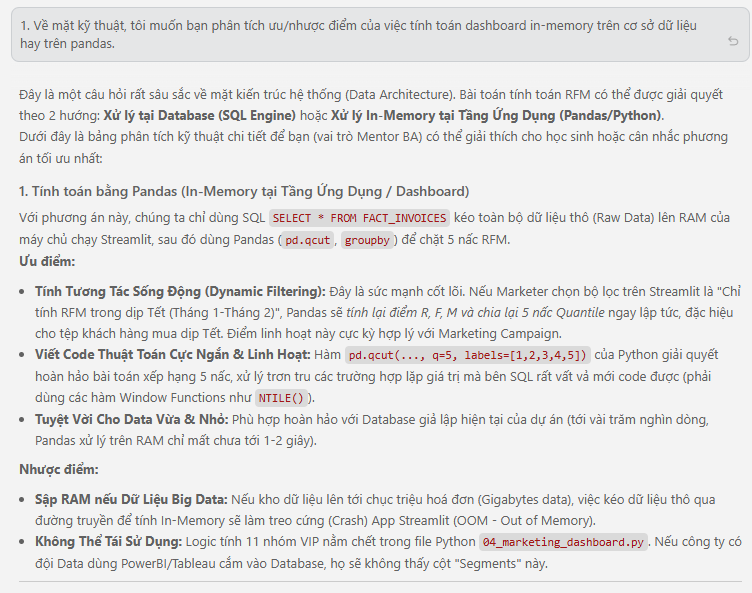 1. Về mặt kỹ thuật, tôi muốn bạn phân tích ưu/nhược điểm của việc tính toán dashboard in-memory trên cơ sở dữ liệu
hay trên pandas.
Đây là một câu hỏi rất sâu sắc về mặt kiến trúc hệ thống (Data Architecture). Bài toán tính toán RFM có thể được giải quyết
theo 2 hướng: Xử lý tại Database (SQL Engine) hoặc Xử lý In-Memory tại Tầng Ứng Dụng (Pandas/Python).
Dưới đây là bảng phân tích kỹ thuật chi tiết để bạn (vai trò Mentor BA) có thể giải thích cho học sinh hoặc cân nhắc phương
án tối ưu nhất:
1. Tính toán bằng Pandas (In-Memory tại Tầng Ứng Dụng / Dashboard)
Với phương án này, chúng ta chỉ dùng SQL SELECT * FROM FACT_INVOICES kéo toàn bộ dữ liệu thô (Raw Data) lên RAM của
máy chủ chạy Streamlit, sau đó dùng Pandas (pd.qcut, groupby) để chặt 5 nấc RFM.
Ưu điểm:
• Tính Tương Tác Sống Động (Dynamic Filtering): Đây là sức mạnh cốt lõi. Nếu Marketer chọn bộ lọc trên Streamlit là "Chỉ
tính RFM trong dịp Tết (Tháng 1-Tháng 2)", Pandas sẽ tính lại điểm R, F, M và chia lại 5 nấc Quantile ngay lập tức, đặc hiệu
cho tệp khách hàng mua dịp Tết. Điểm linh hoạt này cực kỳ hợp lý với Marketing Campaign.
• Viết Code Thuật Toán Cực Ngắn & Linh Hoạt: Hàm pd.qcut(..., q=5, labels=[1,2,3,4,5]) của Python giải quyết
hoàn hảo bài toán xếp hạng 5 nấc, xử lý trơn tru các trường hợp lặp giá trị mà bên SQL rất vất vả mới code được (phải
dùng các hàm Window Functions như NTILE()).
• Tuyệt Vời Cho Data Vừa & Nhỏ: Phù hợp hoàn hảo với Database giả lập hiện tại của dự án (tới vài trăm nghìn dòng,
Pandas xử lý trên RAM chỉ mất chưa tới 1-2 giây).
Nhược điểm:
• Sập RAM nếu Dữ Liệu Big Data: Nếu kho dữ liệu lên tới chục triệu hoá đơn (Gigabytes data), việc kéo dữ liệu thô qua
đường truyền để tính In-Memory sẽ làm treo cứng (Crash) App Streamlit (OOM - Out of Memory).
• Không Thể Tái Sử Dụng: Logic tính 11 nhóm VIP nằm chết trong file Python 04_marketing_dashboard.py. Nếu công ty có
đội Data dùng PowerBI/Tableau cắm vào Database, họ sẽ không thấy cột "Segments" này.